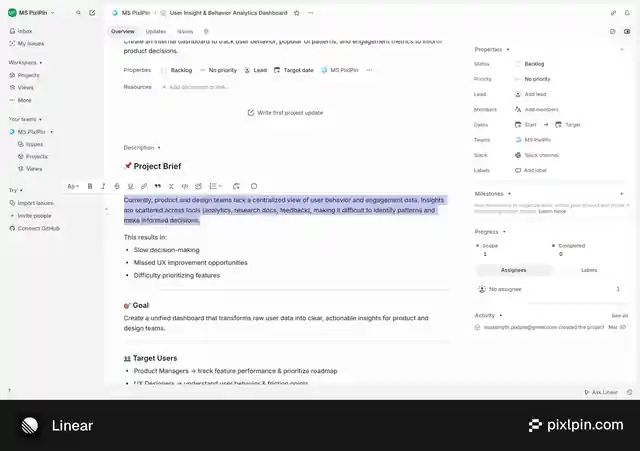 MS PixlPin
MS PixlPin › User Insight & Behavior Analytics Dashboard
Inbox
My issues
Workspace
Projects
Views
More
Your teams
MS PixlPin
Issues
Projects
Views
Try
Import issues
Invite people
Connect GitHub
Overview Updates Issues
Create an internal dashboard to track user behavior, popular UI patterns, and engagement metrics to inform
product decisions.
Properties Backlog No priority Lead Target date MS PixlPin
Resources + Add document or link...
Write first project update
Description
📌 Project Brief
Aa B I S U
Currently, product and design teams lack a centralized view of user behavior and engagement data. Insights
are scattered across tools (analytics, research docs, feedback), making it difficult to identify patterns and
make informed decisions.
This results in:
• Slow decision-making
• Missed UX improvement opportunities
• Difficulty prioritizing features
🎯 Goal
Create a unified dashboard that transforms raw user data into clear, actionable insights for product and
design teams.
👥 Target Users
• Product Managers → track feature performance & prioritize roadmap
• UX Designers → understand user behavior & friction points
Properties
Status Backlog
Priority No priority
Lead Add lead
Members Add members
Dates Start → Target
Teams MS PixlPin
Slack Slack channel
Labels Add label
Milestones
Learn more
Progress
Scope
1
Completed
0
Assignees Labels
No assignee 1
Activity See all
created the project · Mar 30
?
Ask Linear
Linear
pixlpin.com